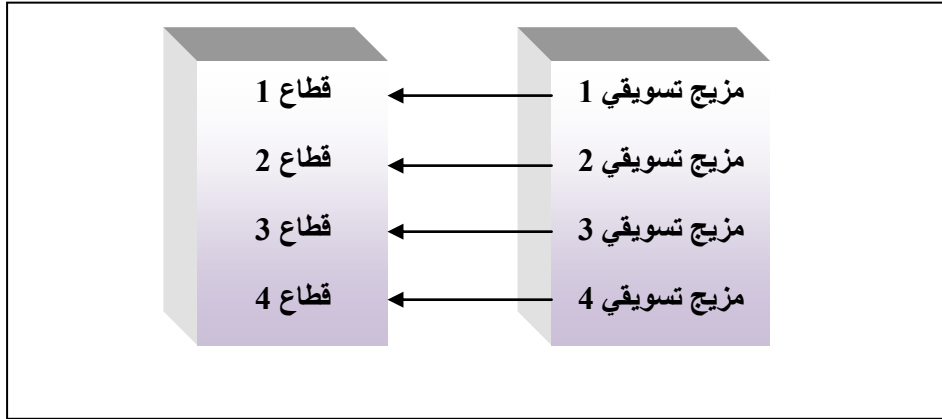 مزيج تسويقي 1
قطاع 1
مزيج تسويقي 2
قطاع 2
مزيج تسويقي 3
قطاع 3
مزيج تسويقي 4
قطاع 4